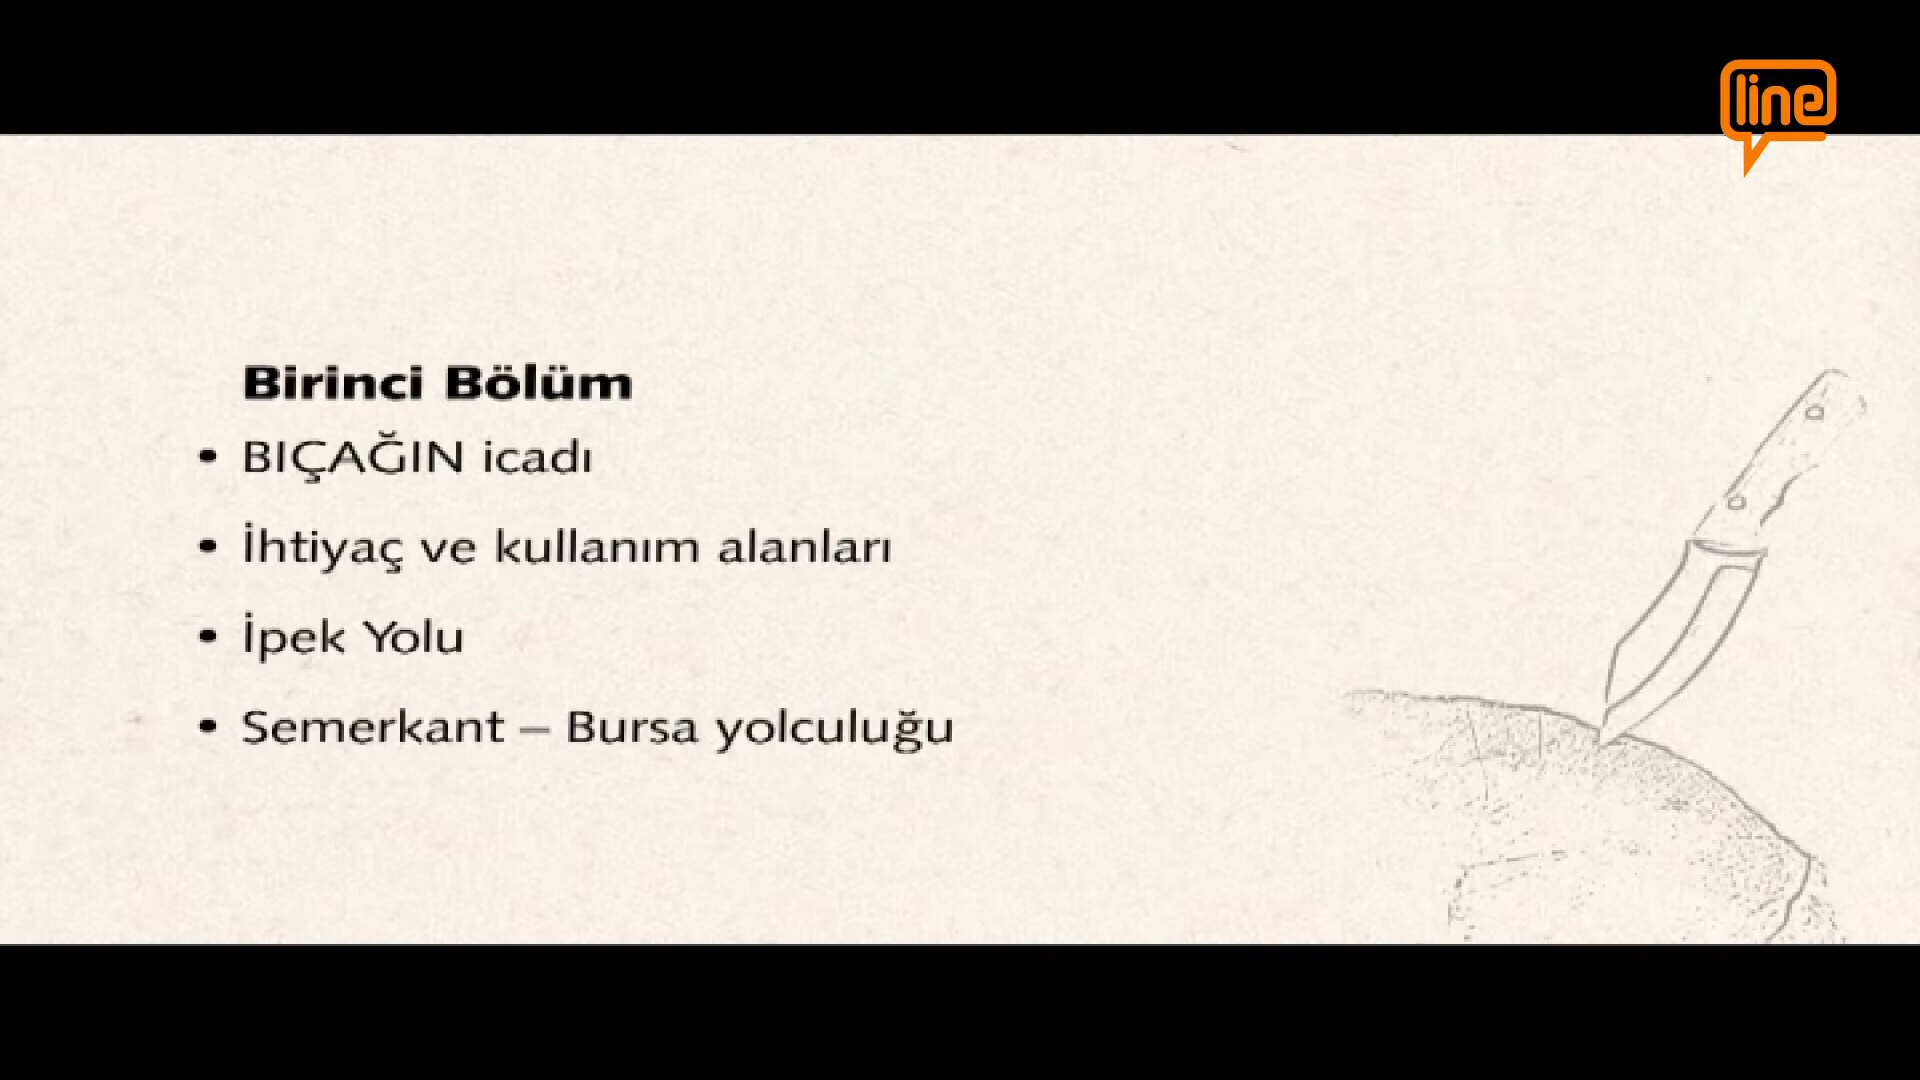 line
Birinci Bölüm
• BIÇAĞIN icadı
• İhtiyaç ve kullanım alanları
• İpek Yolu
• Semerkant – Bursa yolculuğu